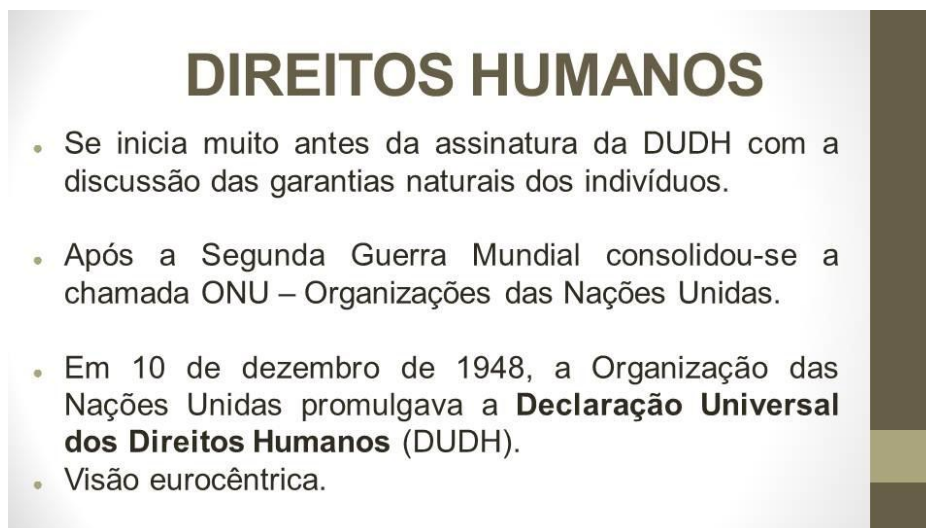 DIREITOS HUMANOS
• Se inicia muito antes da assinatura da DUDH com a
discussão das garantias naturais dos indivíduos.
• Após a Segunda Guerra Mundial consolidou-se a
chamada ONU – Organizações das Nações Unidas.
• Em 10 de dezembro de 1948, a Organização das
Nações Unidas promulgava a Declaração Universal
dos Direitos Humanos (DUDH).
• Visão eurocêntrica.